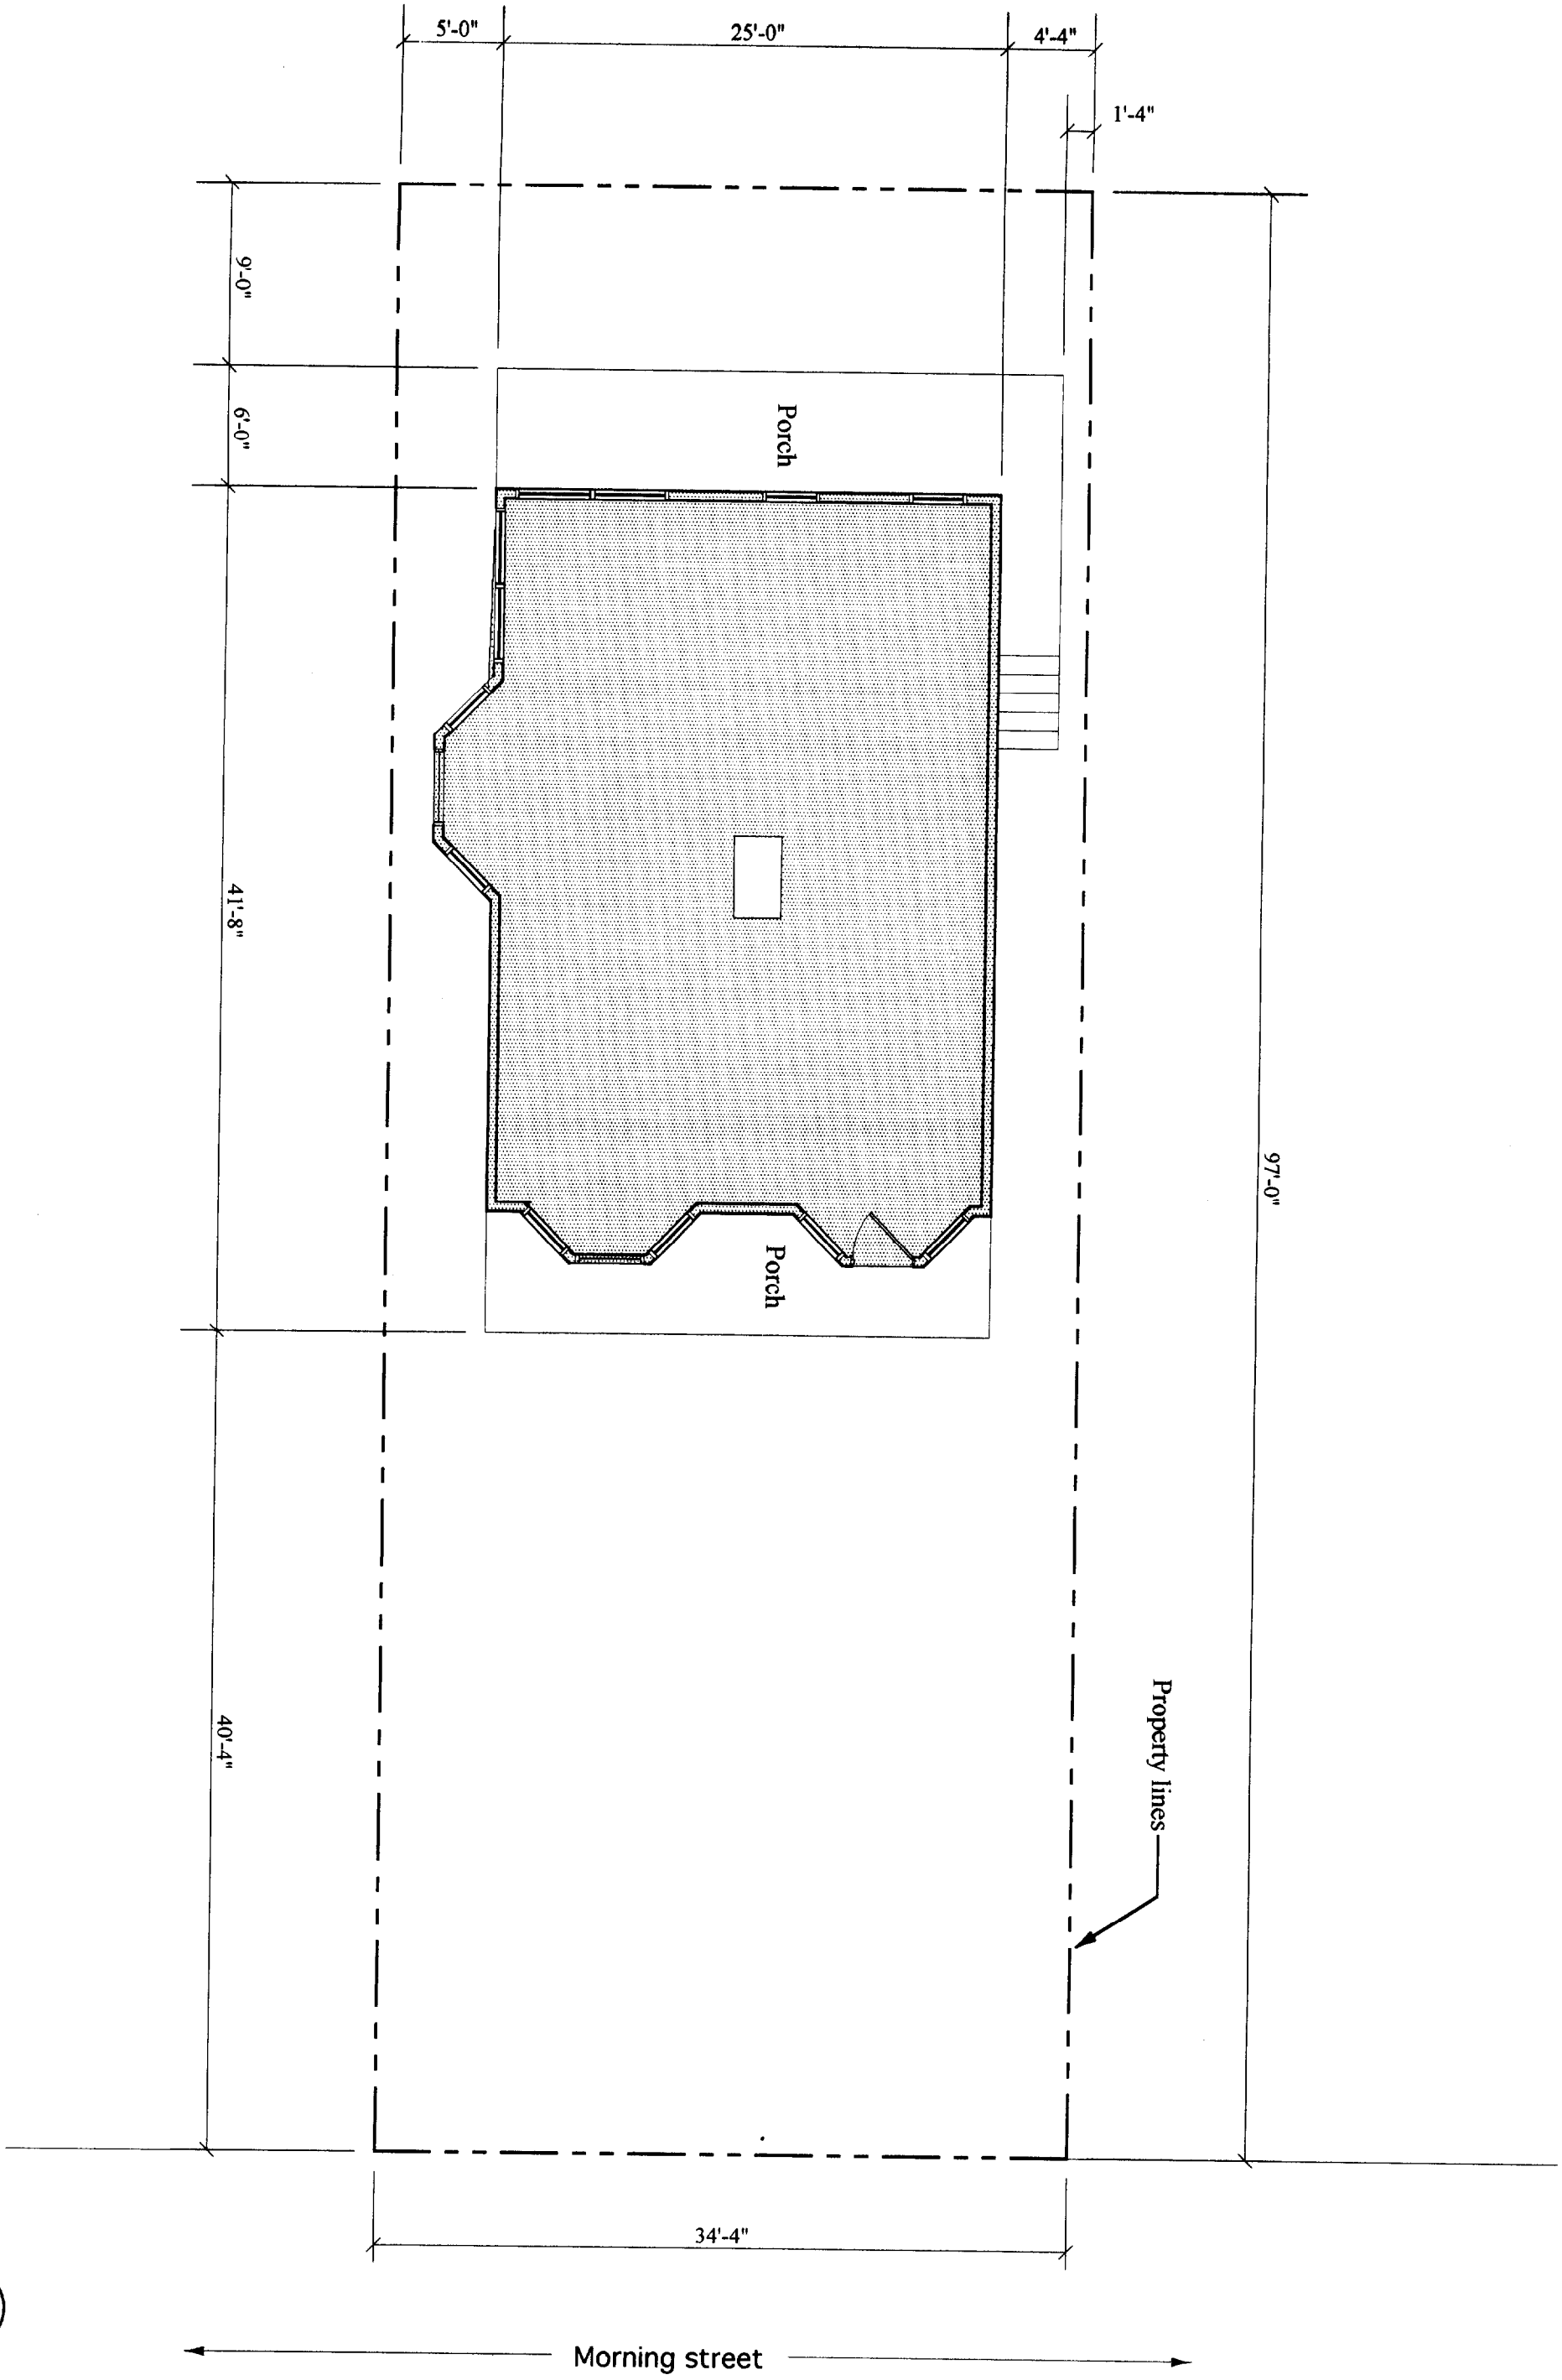 5'-0"
25'-0"
4'-4"
1'-4"
9'-0"
Porch
6'-0"
41'-8"
97'-0"
Porch
Property lines
40'-4"
34'-4"
Morning street